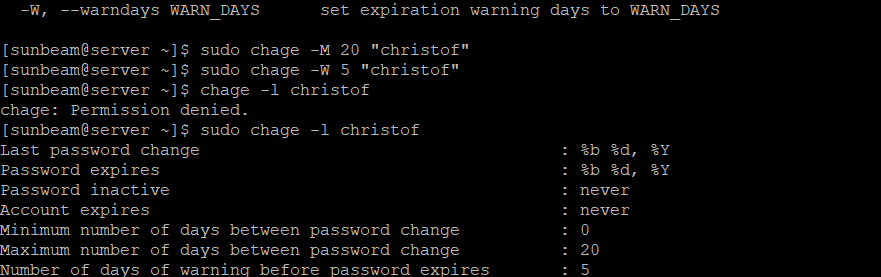 -W, --warndays WARN_DAYS      set expiration warning days to WARN_DAYS
[sunbeam@server ~]$ sudo chage -M 20 "christof"
[sunbeam@server ~]$ sudo chage -W 5 "christof"
[sunbeam@server ~]$ chage -l christof
chage: Permission denied.
[sunbeam@server ~]$ sudo chage -l christof
Last password change                                    : %b %d, %Y
Password expires                                        : %b %d, %Y
Password inactive                                       : never
Account expires                                         : never
Minimum number of days between password change          : 0
Maximum number of days between password change          : 20
Number of days of warning before password expires       : 5